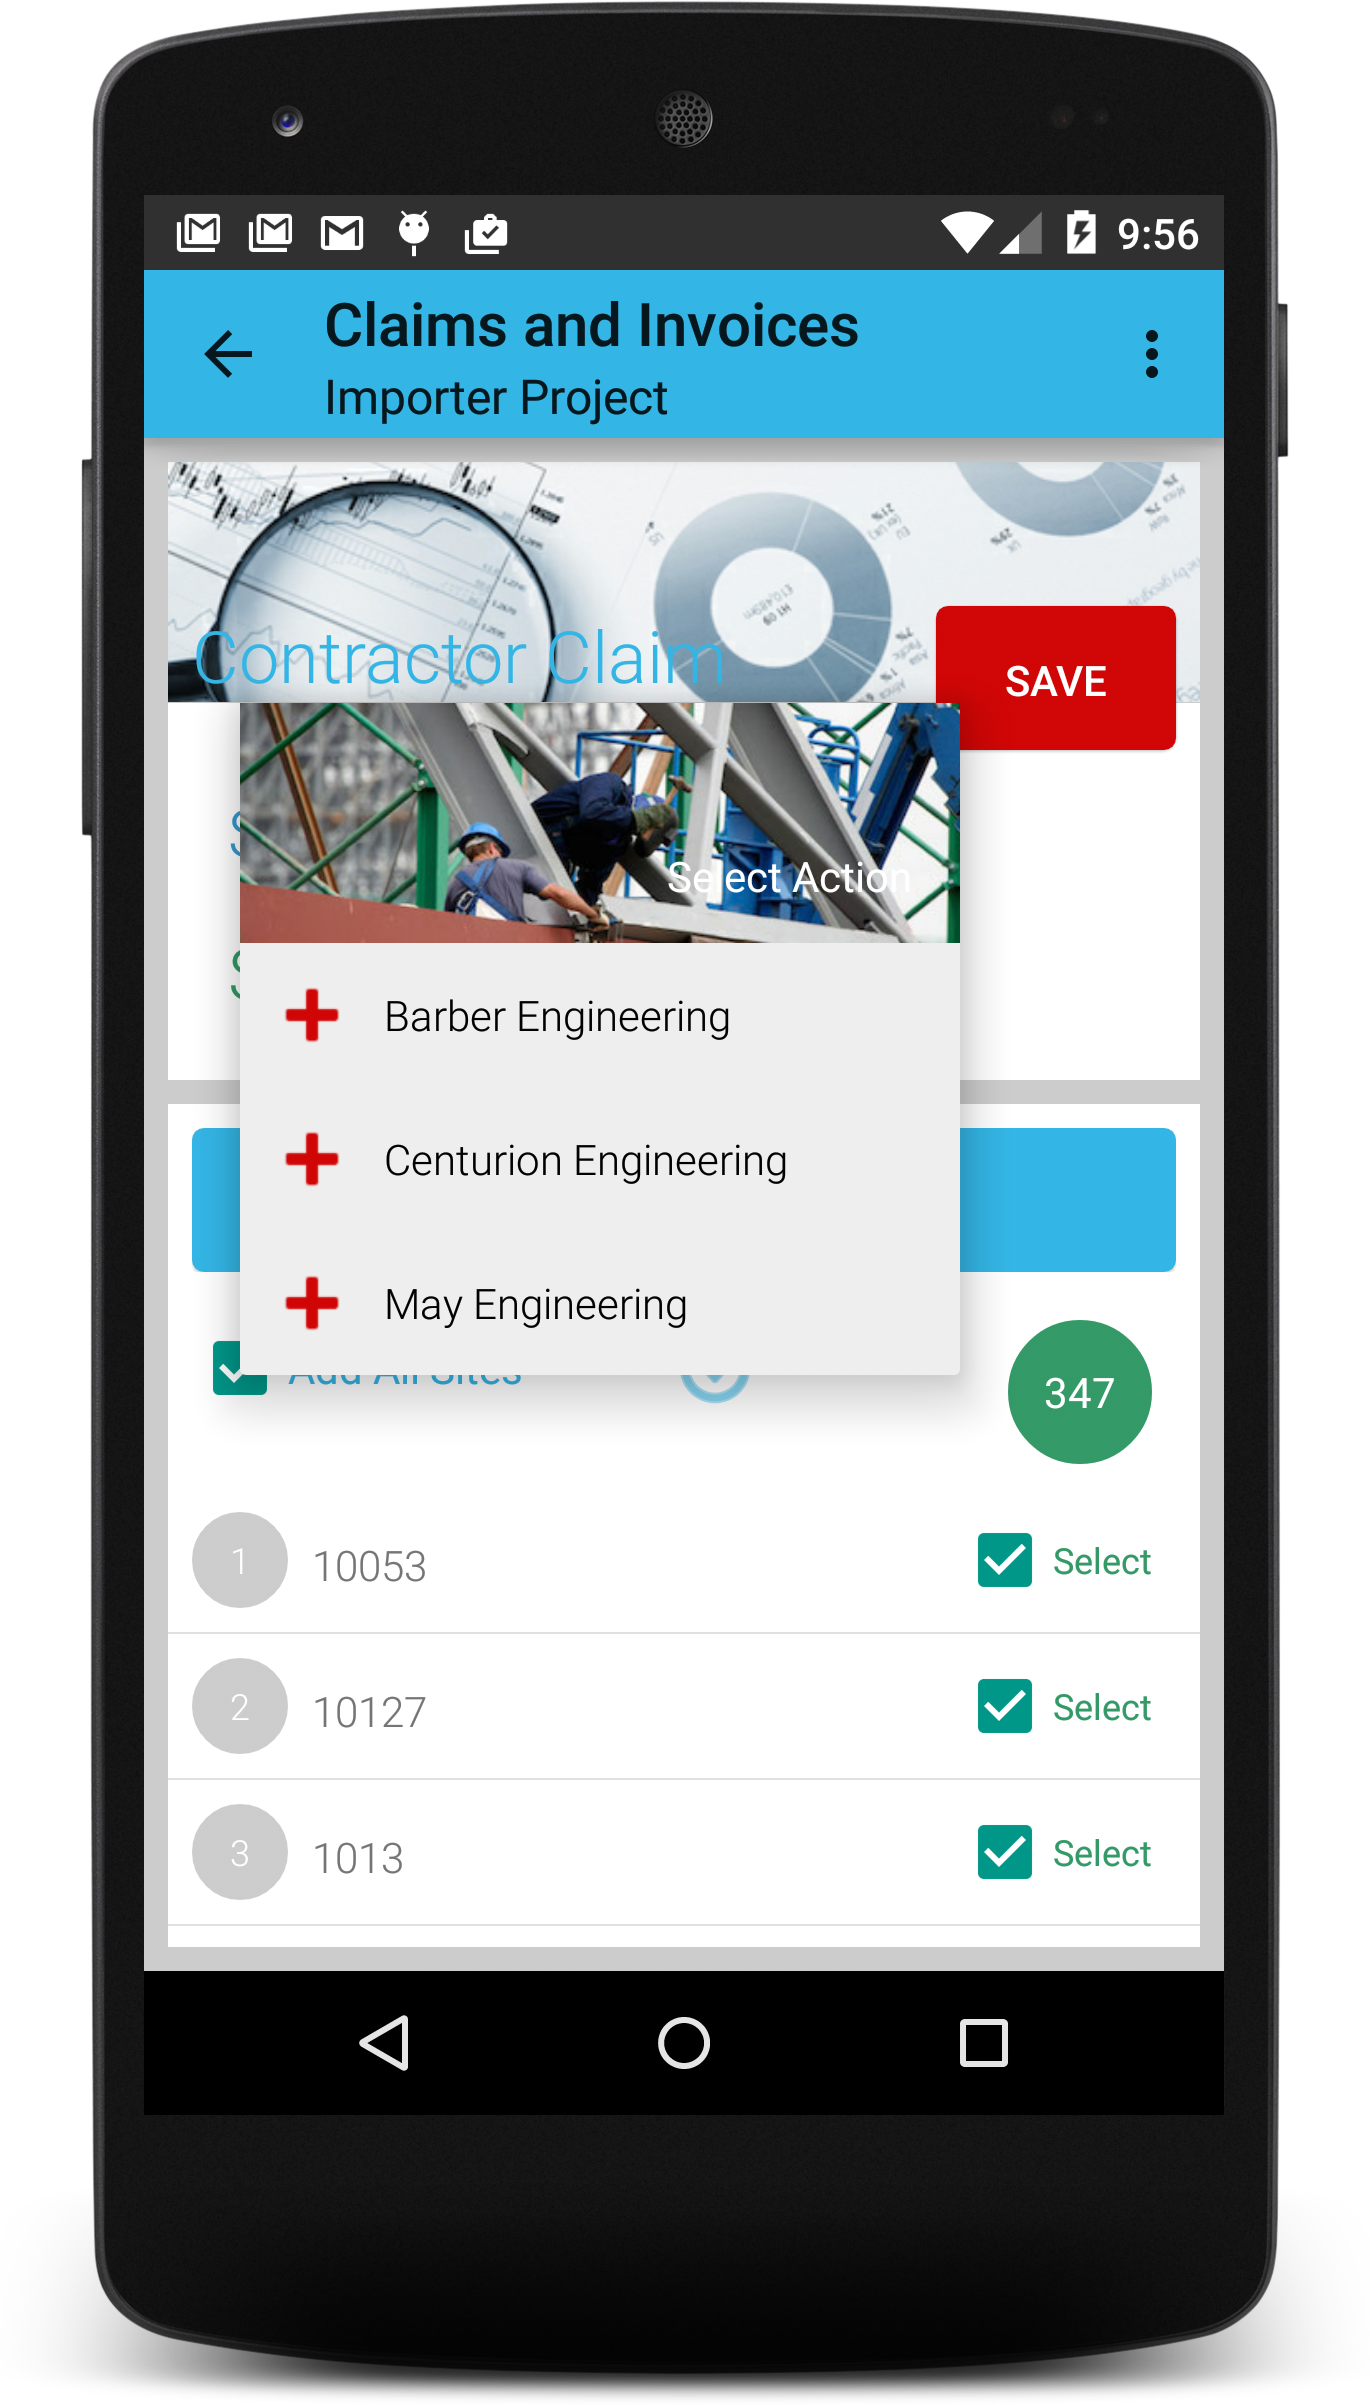 9:56
Claims and Invoices
Importer Project
Contractor Claim
SAVE
Select Action
Barber Engineering
Centurion Engineering
May Engineering
Add All Sites
347
1
10053
Select
2
10127
Select
3
1013
Select